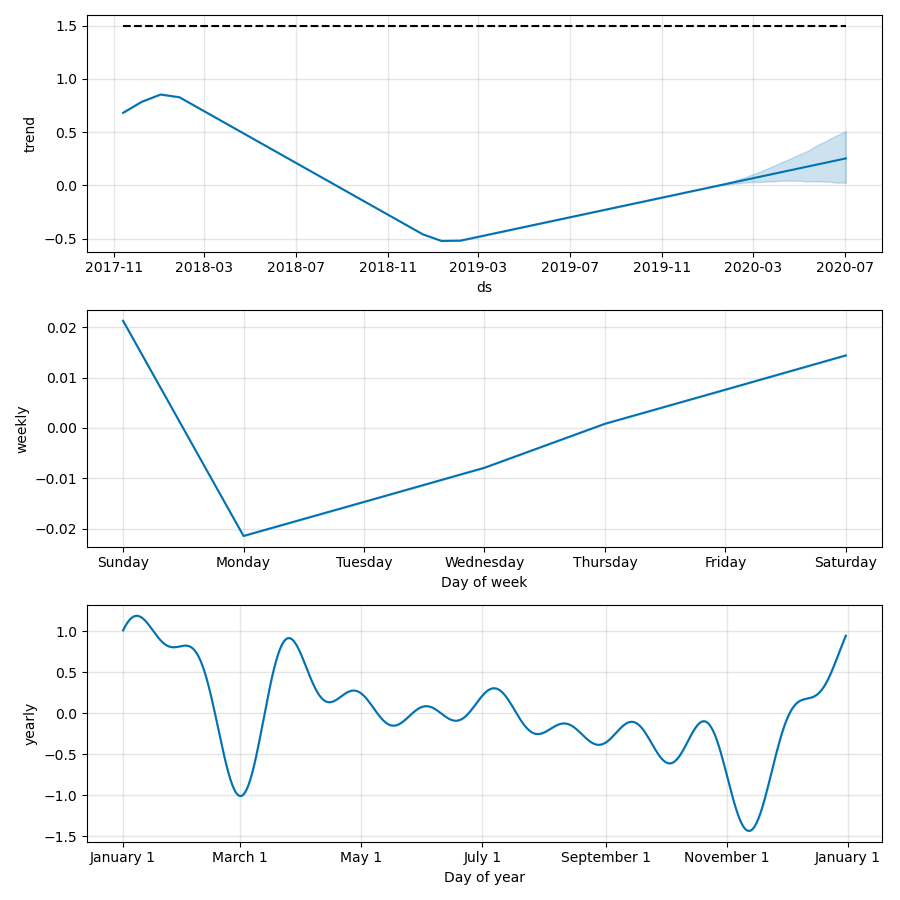 1.5
1.0
0.5
0.0
−0.5
trend
2017-11 2018-03 2018-07 2018-11 2019-03 2019-07 2019-11 2020-03 2020-07
ds
0.02
0.01
0.00
−0.01
−0.02
weekly
Sunday Monday Tuesday Wednesday Thursday Friday Saturday
Day of week
1.0
0.5
0.0
−0.5
−1.0
−1.5
yearly
January 1 March 1 May 1 July 1 September 1 November 1 January 1
Day of year